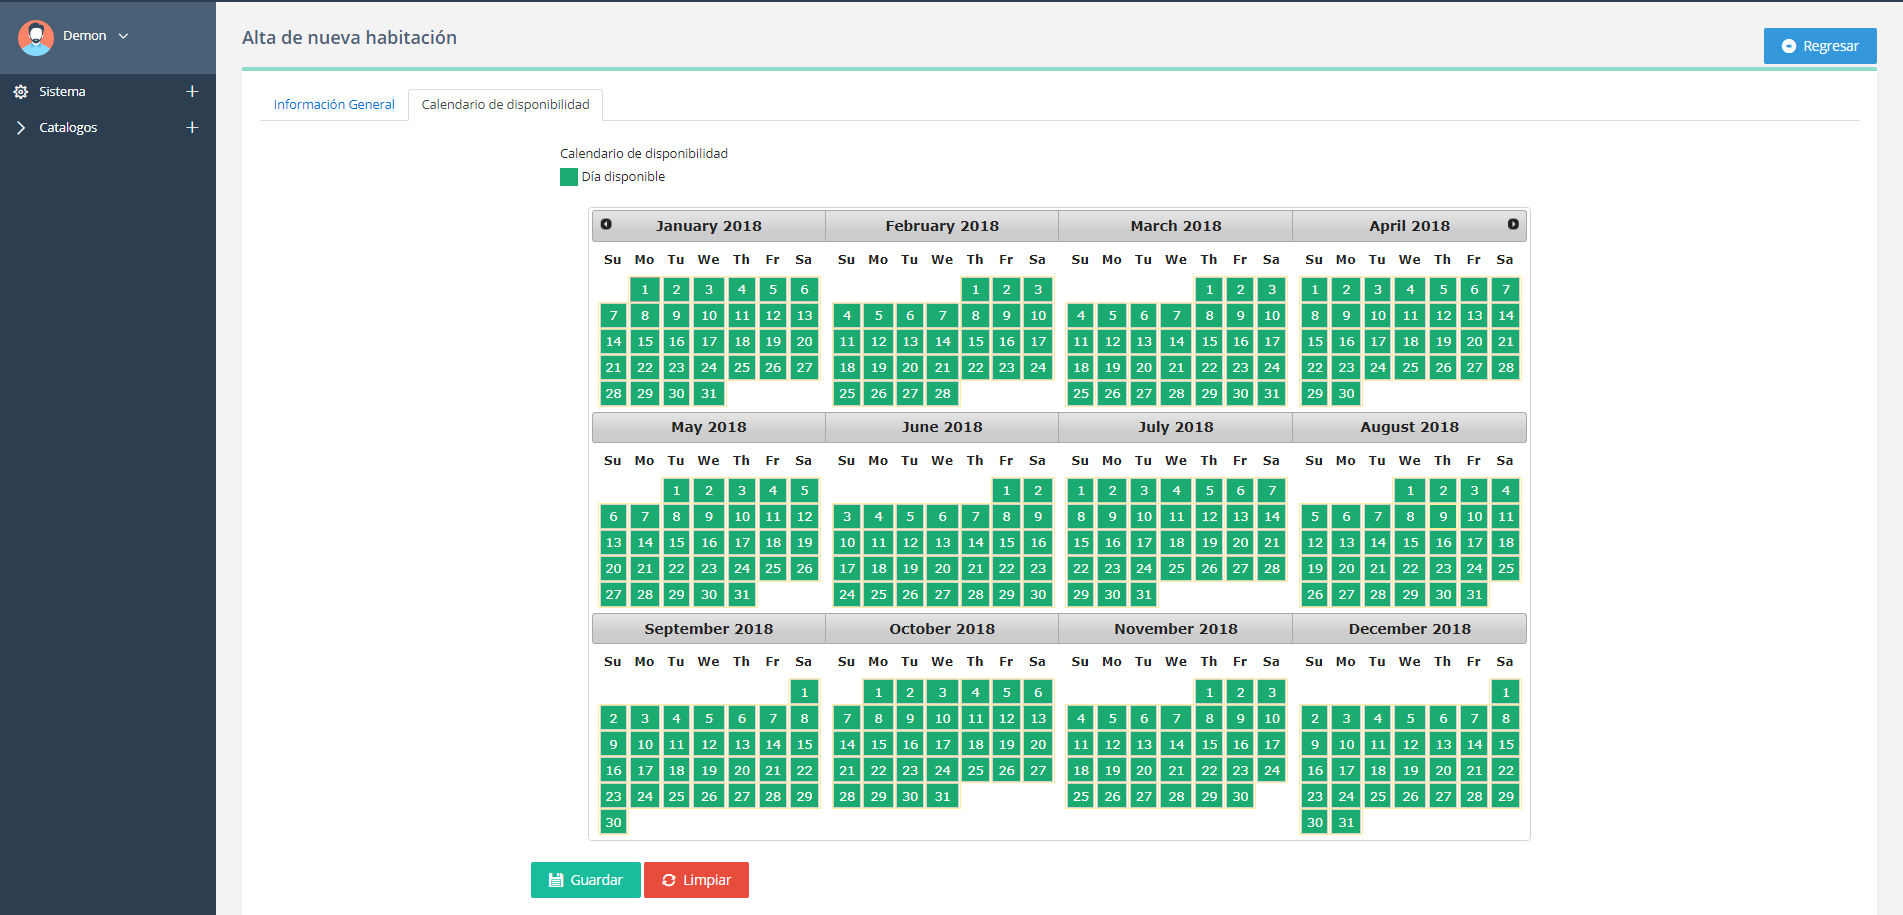 Demon
Sistema
Catalogos
Alta de nueva habitación
Regresar
Información General Calendario de disponibilidad
Calendario de disponibilidad
Día disponible
January 2018
Su Mo Tu We Th Fr Sa
1 2 3 4 5 6
7 8 9 10 11 12 13
14 15 16 17 18 19 20
21 22 23 24 25 26 27
28 29 30 31
February 2018
Su Mo Tu We Th Fr Sa
1 2 3
4 5 6 7 8 9 10
11 12 13 14 15 16 17
18 19 20 21 22 23 24
25 26 27 28
March 2018
Su Mo Tu We Th Fr Sa
1 2 3
4 5 6 7 8 9 10
11 12 13 14 15 16 17
18 19 20 21 22 23 24
25 26 27 28 29 30 31
April 2018
Su Mo Tu We Th Fr Sa
1 2 3 4 5 6 7
8 9 10 11 12 13 14
15 16 17 18 19 20 21
22 23 24 25 26 27 28
29 30
May 2018
Su Mo Tu We Th Fr Sa
1 2 3 4 5
6 7 8 9 10 11 12
13 14 15 16 17 18 19
20 21 22 23 24 25 26
27 28 29 30 31
June 2018
Su Mo Tu We Th Fr Sa
1 2
3 4 5 6 7 8 9
10 11 12 13 14 15 16
17 18 19 20 21 22 23
24 25 26 27 28 29 30
July 2018
Su Mo Tu We Th Fr Sa
1 2 3 4 5 6 7
8 9 10 11 12 13 14
15 16 17 18 19 20 21
22 23 24 25 26 27 28
29 30 31
August 2018
Su Mo Tu We Th Fr Sa
1 2 3 4
5 6 7 8 9 10 11
12 13 14 15 16 17 18
19 20 21 22 23 24 25
26 27 28 29 30 31
September 2018
Su Mo Tu We Th Fr Sa
1
2 3 4 5 6 7 8
9 10 11 12 13 14 15
16 17 18 19 20 21 22
23 24 25 26 27 28 29
30
October 2018
Su Mo Tu We Th Fr Sa
1 2 3 4 5 6
7 8 9 10 11 12 13
14 15 16 17 18 19 20
21 22 23 24 25 26 27
28 29 30 31
November 2018
Su Mo Tu We Th Fr Sa
1 2 3
4 5 6 7 8 9 10
11 12 13 14 15 16 17
18 19 20 21 22 23 24
25 26 27 28 29 30
December 2018
Su Mo Tu We Th Fr Sa
1
2 3 4 5 6 7 8
9 10 11 12 13 14 15
16 17 18 19 20 21 22
23 24 25 26 27 28 29
30 31
Guardar Limpiar